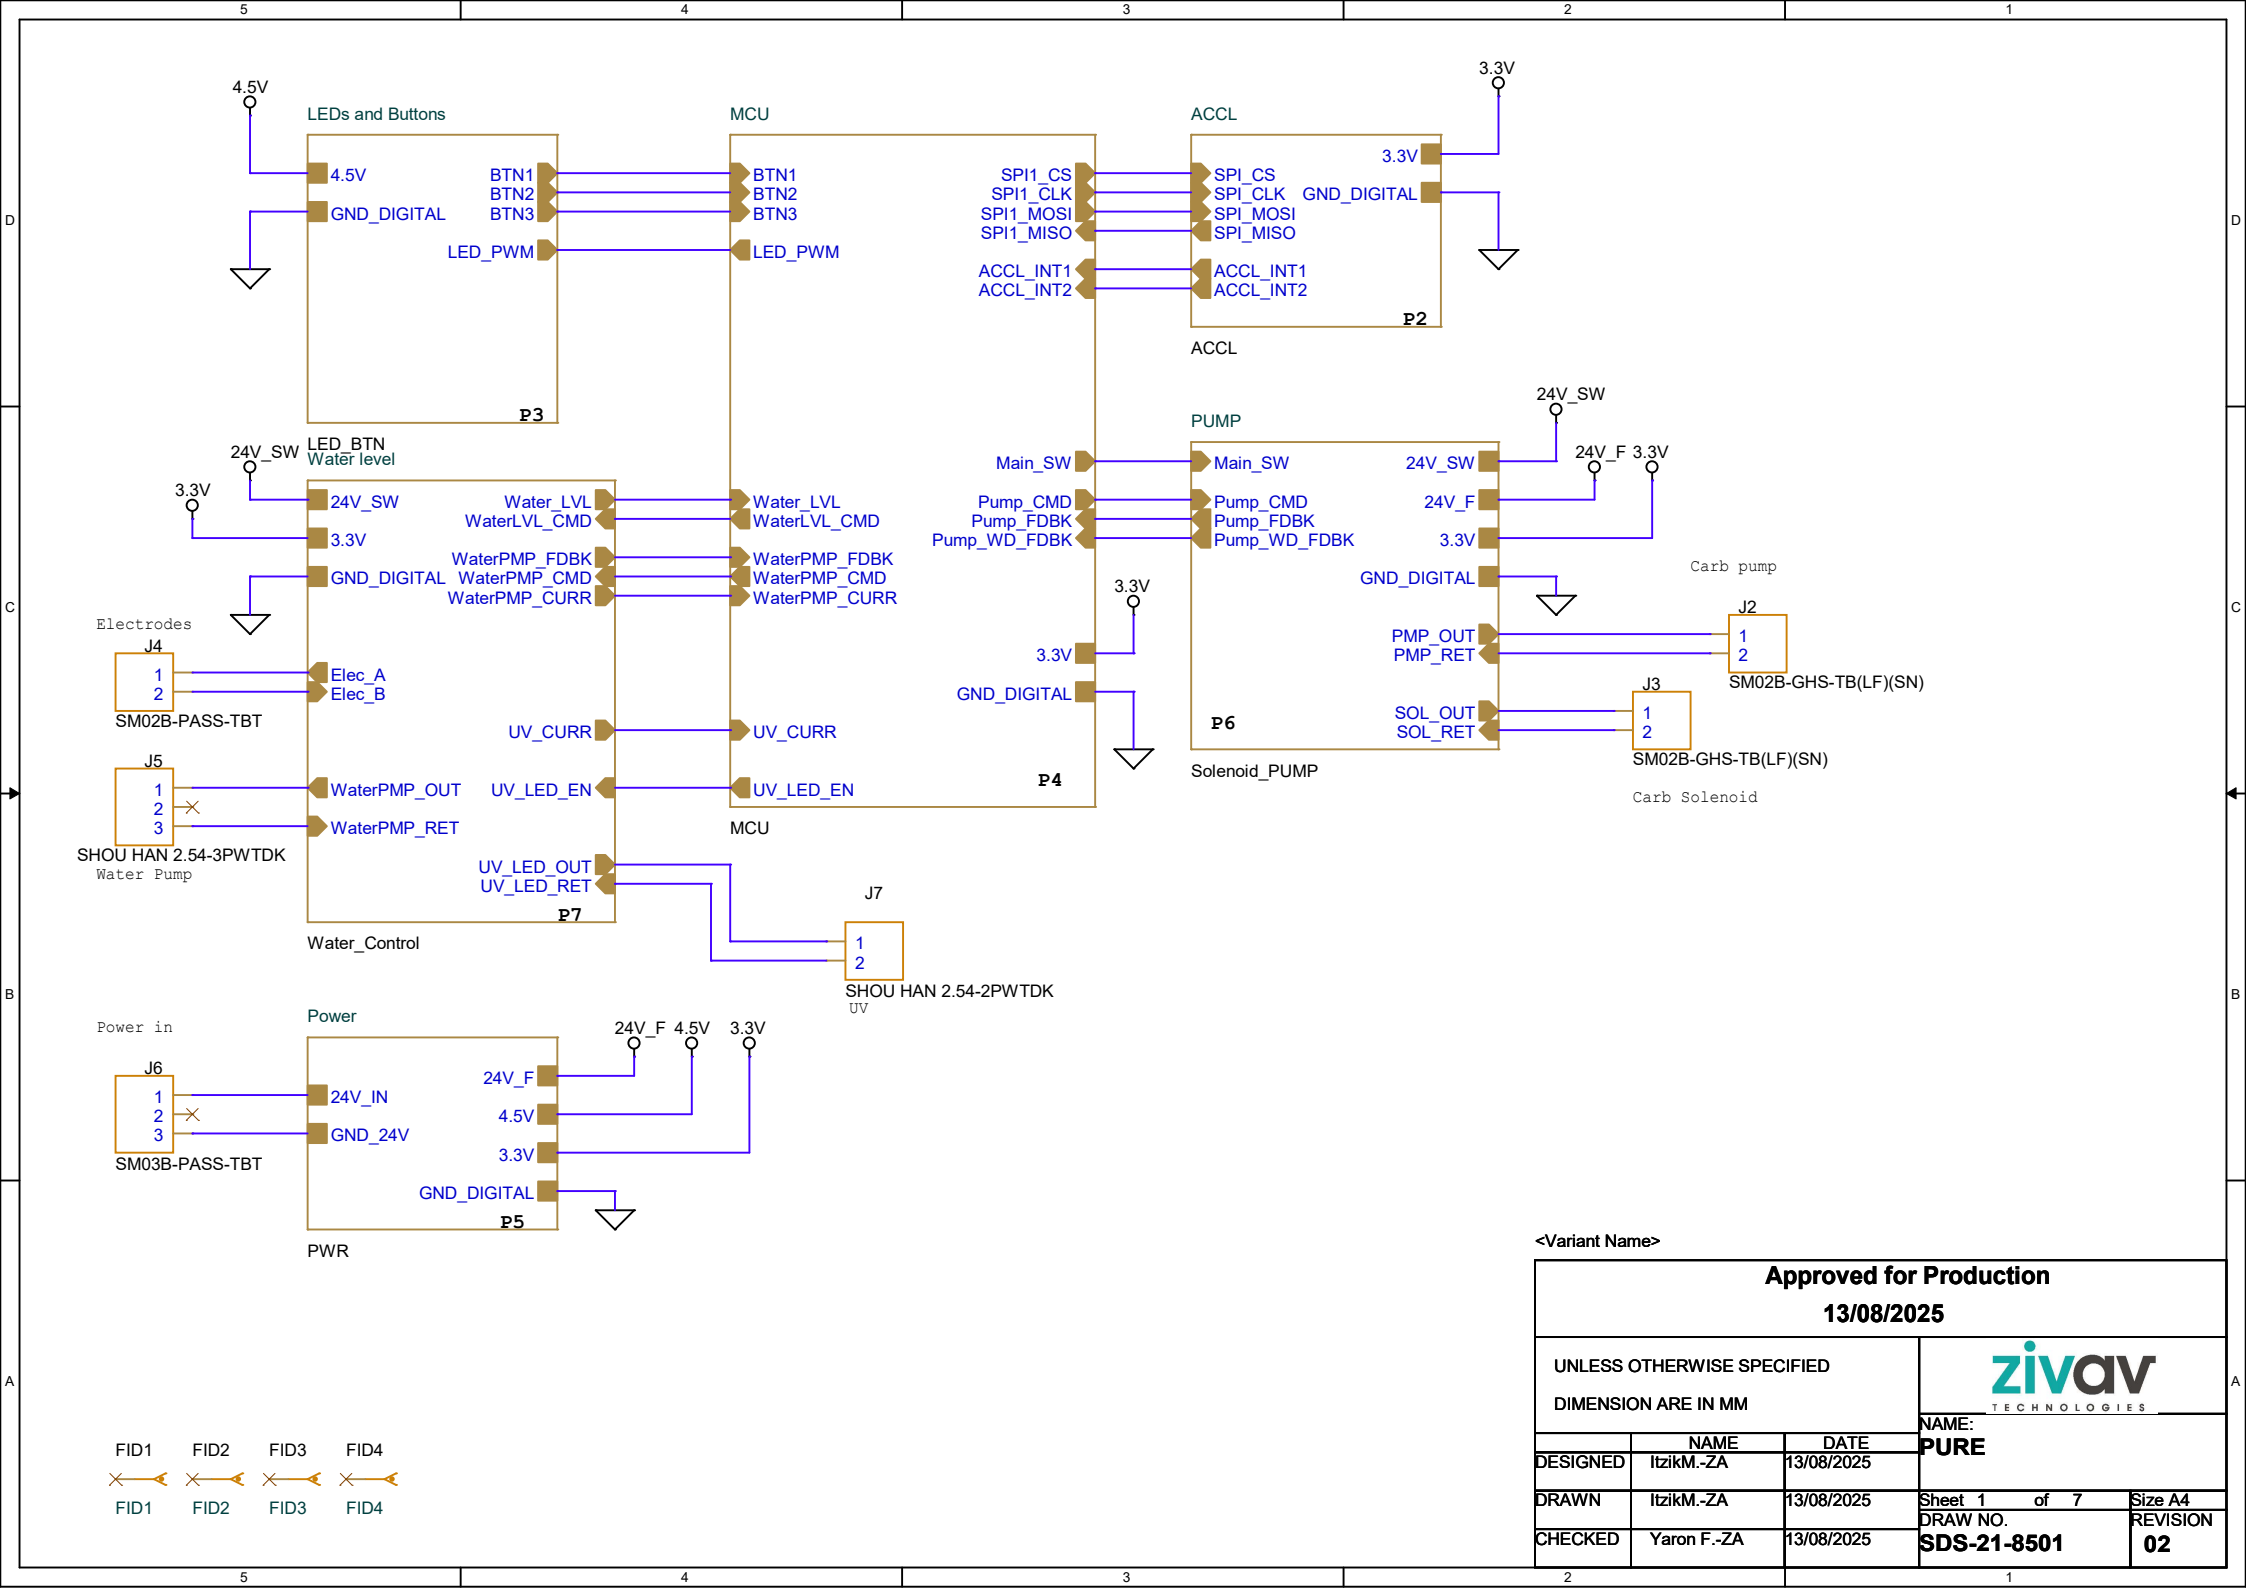 5 4 3 2 1
D
C
B
A
D
C
B
A
4.5V
LEDs and Buttons
4.5V
GND_DIGITAL
BTN1
BTN2
BTN3
LED_PWM
P3
LED_BTN
MCU
BTN1
BTN2
BTN3
LED_PWM
SPI1_CS
SPI1_CLK
SPI1_MOSI
SPI1_MISO
ACCL_INT1
ACCL_INT2
Main_SW
Pump_CMD
Pump_FDBK
Pump_WD_FDBK
Water_LVL
WaterLVL_CMD
WaterPMP_FDBK
WaterPMP_CMD
WaterPMP_CURR
3.3V
3.3V
GND_DIGITAL
UV_CURR
UV_LED_EN
P4
MCU
ACCL
3.3V
SPI_CS
SPI_CLK
SPI_MOSI
SPI_MISO
ACCL_INT1
ACCL_INT2
3.3V
GND_DIGITAL
P2
ACCL
PUMP
24V_SW
24V_F 3.3V
Main_SW
Pump_CMD
Pump_FDBK
Pump_WD_FDBK
24V_SW
24V_F
3.3V
GND_DIGITAL
PMP_OUT
PMP_RET
SOL_OUT
SOL_RET
P6
Solenoid_PUMP
Carb pump
J2
1
2
SM02B-GHS-TB(LF)(SN)
J3
1
2
SM02B-GHS-TB(LF)(SN)
Carb Solenoid
24V_SW
3.3V
Water level
24V_SW
3.3V
GND_DIGITAL
Water_LVL
WaterLVL_CMD
WaterPMP_FDBK
WaterPMP_CMD
WaterPMP_CURR
Elec_A
Elec_B
UV_CURR
WaterPMP_OUT
UV_LED_EN
WaterPMP_RET
UV_LED_OUT
UV_LED_RET
P7
Water_Control
Electrodes
J4
1
2
SM02B-PASS-TBT
J5
1
2
3
SHOU HAN 2.54-3PWTDK
Water Pump
J7
1
2
SHOU HAN 2.54-2PWTDK
UV
Power in
J6
1
2
3
SM03B-PASS-TBT
Power
24V_F 4.5V 3.3V
24V_IN
GND_24V
24V_F
4.5V
3.3V
GND_DIGITAL
P5
PWR
FID1 FID2 FID3 FID4
FID1 FID2 FID3 FID4
<Variant Name>
Approved for Production
13/08/2025
UNLESS OTHERWISE SPECIFIED
DIMENSION ARE IN MM
zivav
TECHNOLOGIES
NAME:
PURE
NAME DATE
DESIGNED ItzikM.-ZA 13/08/2025
DRAWN ItzikM.-ZA 13/08/2025
CHECKED Yaron F.-ZA 13/08/2025
Sheet 1 of 7 Size A4
DRAW NO. REVISION
SDS-21-8501 02
5 4 3 2 1